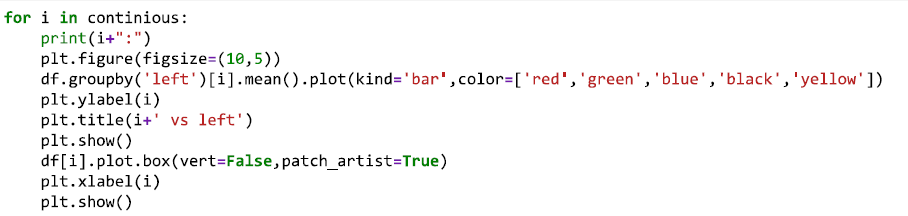 for i in continious:
    print(i+":")
    plt.figure(figsize=(10,5))
    df.groupby('left')[i].mean().plot(kind='bar',color=['red','green','blue','black','yellow'])
    plt.ylabel(i)
    plt.title(i+' vs left')
    plt.show()
    df[i].plot.box(vert=False,patch_artist=True)
    plt.xlabel(i)
    plt.show()